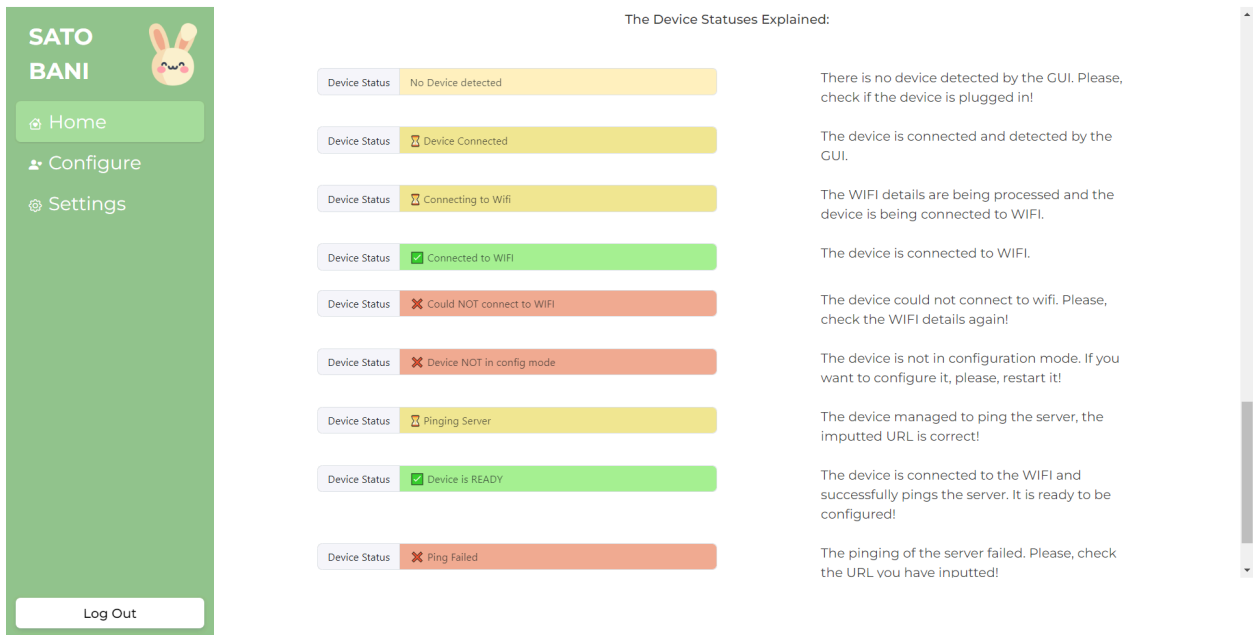 SATO
BANI
Home
Configure
Settings
Log Out
The Device Statuses Explained:
Device Status No Device detected
There is no device detected by the GUI. Please,
check if the device is plugged in!
Device Status ⌛ Device Connected
The device is connected and detected by the
GUI.
Device Status ⌛ Connecting to Wifi
The WIFI details are being processed and the
device is being connected to WIFI.
Device Status ✅ Connected to WIFI
The device is connected to WIFI.
Device Status ❌ Could NOT connect to WIFI
The device could not connect to wifi. Please,
check the WIFI details again!
Device Status ❌ Device NOT in config mode
The device is not in configuration mode. If you
want to configure it, please, restart it!
Device Status ⌛ Pinging Server
The device managed to ping the server, the
imputted URL is correct!
Device Status ✅ Device is READY
The device is connected to the WIFI and
successfully pings the server. It is ready to be
configured!
Device Status ❌ Ping Failed
The pinging of the server failed. Please, check
the URL you have inputted!